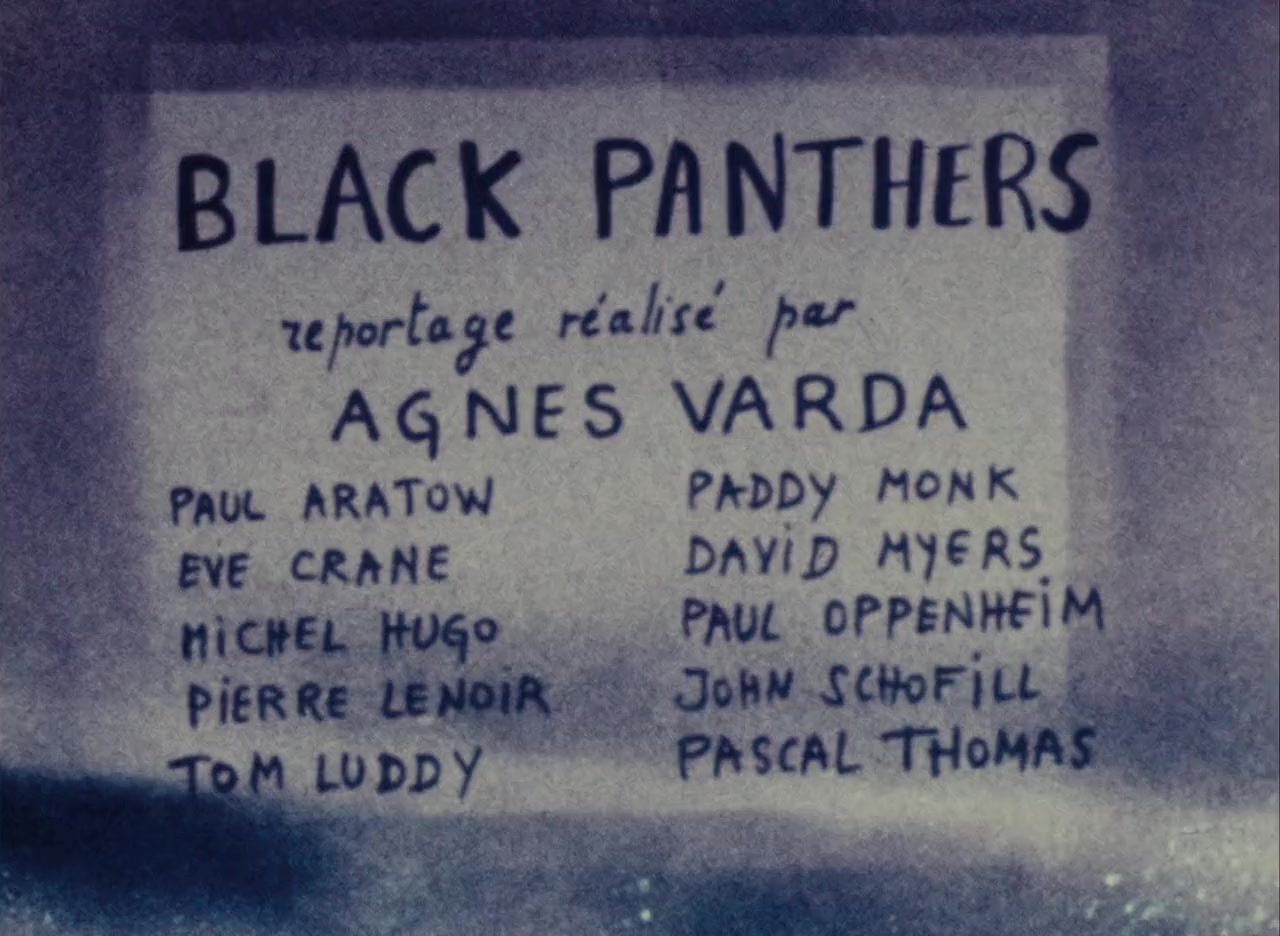 BLACK PANTHERS
reportage réalisé par
AGNES VARDA
PAUL ARATOW
EVE CRANE
MiCHEL HUGO
PiERRE LENOiR
TOM LUDDY
PADDY MONK
DAViD MYERS
PAUL OPPENHEiM
JOHN SCHOFiLL
PASCAL THOMAS